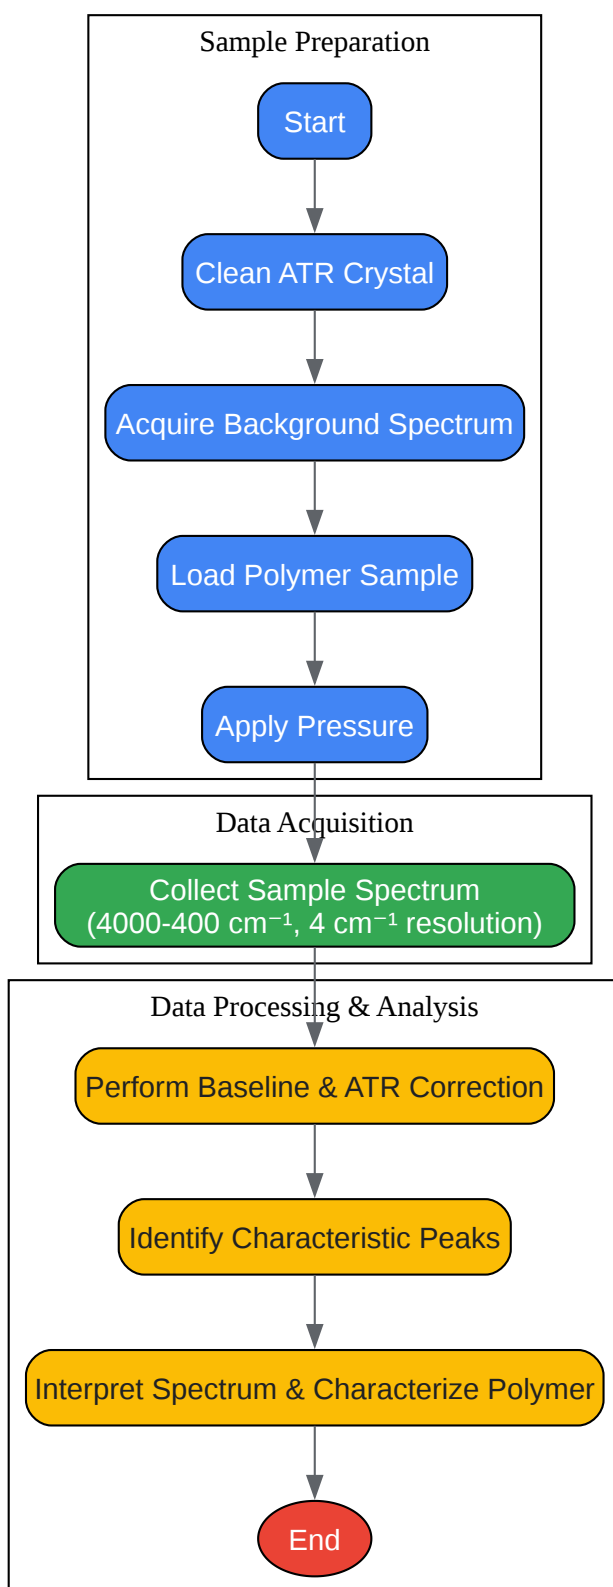 Sample Preparation
Start
Clean ATR Crystal
Acquire Background Spectrum
Load Polymer Sample
Apply Pressure
Data Acquisition
Collect Sample Spectrum
(4000-400 cm⁻¹, 4 cm⁻¹ resolution)
Data Processing & Analysis
Perform Baseline & ATR Correction
Identify Characteristic Peaks
Interpret Spectrum & Characterize Polymer
End